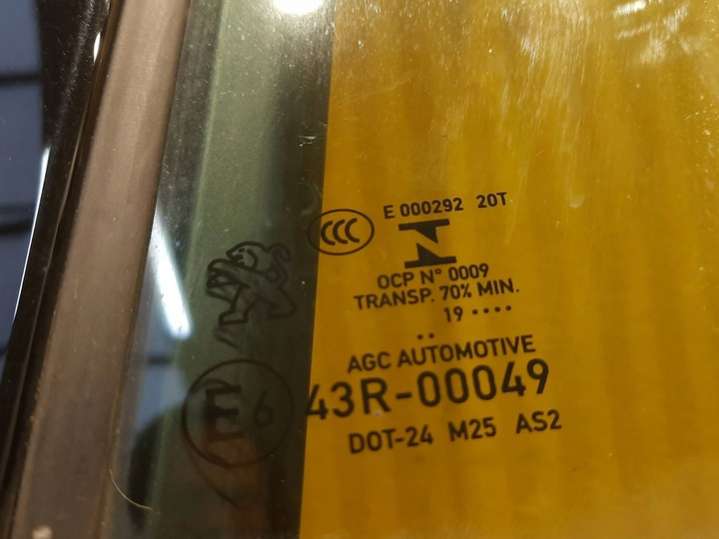 E 000292 20T
CCC
OCP N° 0009
TRANSP. 70% MIN.
19 ....
..
AGC AUTOMOTIVE
E6 43R-00049
DOT-24 M25 AS2